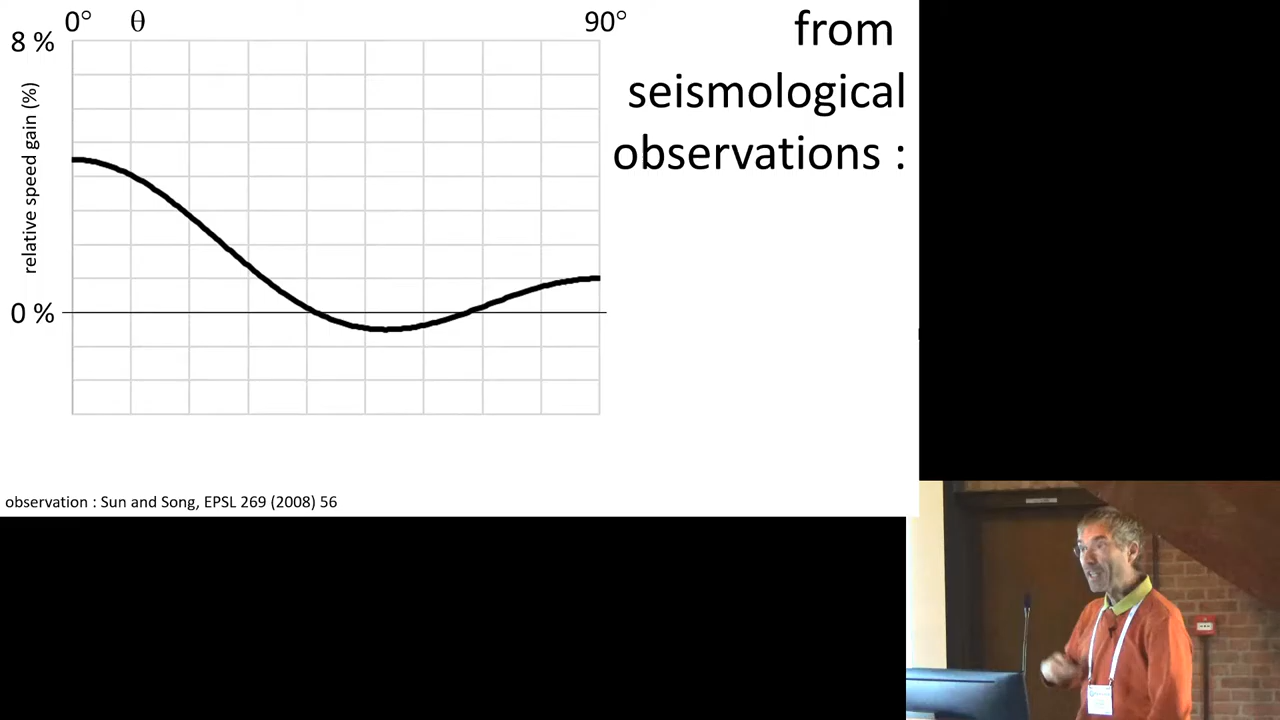 0° θ 90°
8 %
relative speed gain (%)
0 %
from
seismological
observations :
observation : Sun and Song, EPSL 269 (2008) 56